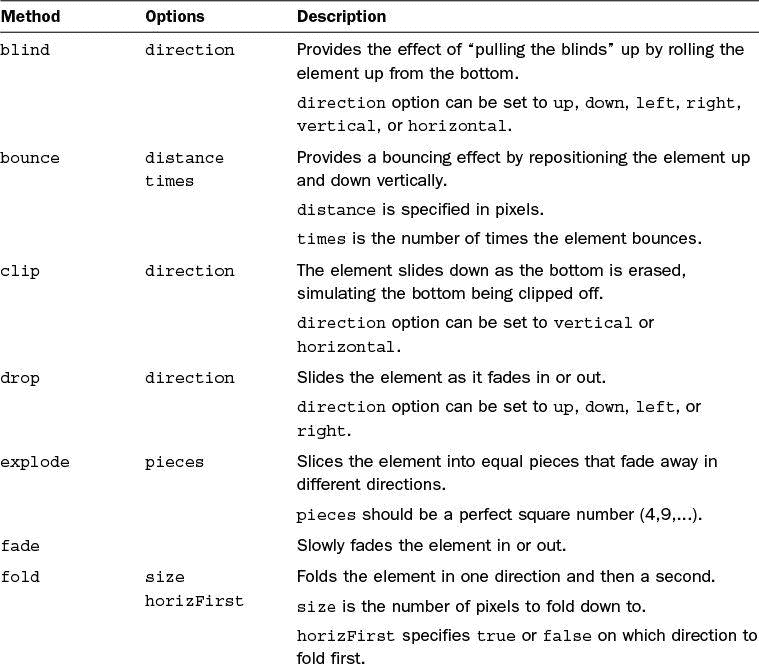 Method Options Description
blind direction Provides the effect of “pulling the blinds” up by rolling the
element up from the bottom.
direction option can be set to up, down, left, right,
vertical, or horizontal.
bounce distance Provides a bouncing effect by repositioning the element up
times and down vertically.
distance is specified in pixels.
times is the number of times the element bounces.
clip direction The element slides down as the bottom is erased,
simulating the bottom being clipped off.
direction option can be set to vertical or
horizontal.
drop direction Slides the element as it fades in or out.
direction option can be set to up, down, left, or
right.
explode pieces Slices the element into equal pieces that fade away in
different directions.
pieces should be a perfect square number (4,9,...).
fade Slowly fades the element in or out.
fold size Folds the element in one direction and then a second.
horizFirst size is the number of pixels to fold down to.
horizFirst specifies true or false on which direction to
fold first.